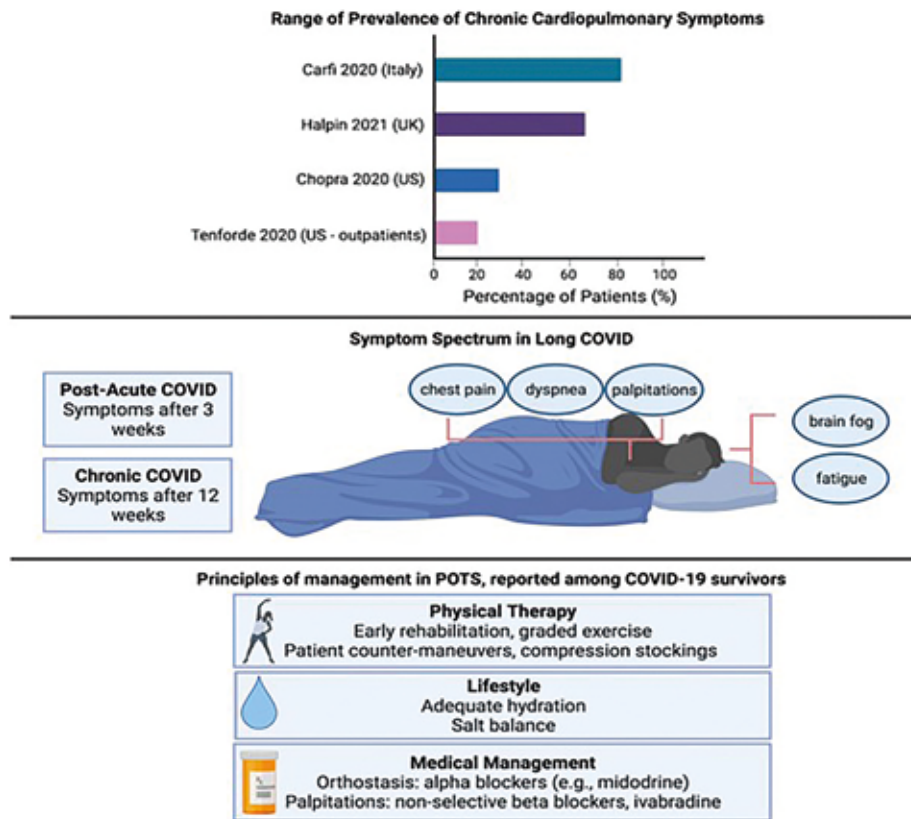 Range of Prevalence of Chronic Cardiopulmonary Symptoms
Carfi 2020 (Italy)
Halpin 2021 (UK)
Chopra 2020 (US)
Tenforde 2020 (US - outpatients)
0 20 40 60 80 100
Percentage of Patients (%)
Symptom Spectrum in Long COVID
Post-Acute COVID
Symptoms after 3
weeks
Chronic COVID
Symptoms after 12
weeks
chest pain
dyspnea
palpitations
brain fog
fatigue
Principles of management in POTS, reported among COVID-19 survivors
Physical Therapy
Early rehabilitation, graded exercise
Patient counter-maneuvers, compression stockings
Lifestyle
Adequate hydration
Salt balance
Medical Management
Orthostasis: alpha blockers (e.g., midodrine)
Palpitations: non-selective beta blockers, ivabradine